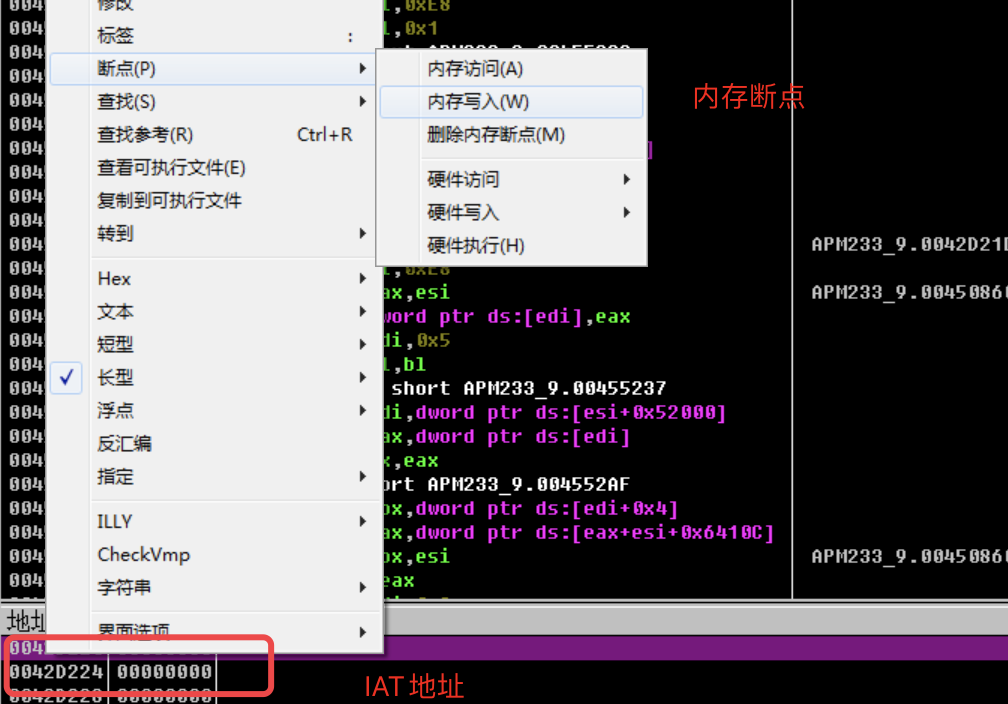 修改
标签 :
断点(P)
查找(S)
查找参考(R) Ctrl+R
查看可执行文件(E)
复制到可执行文件
转到
Hex
文本
短型
长型
浮点
反汇编
指定
ILLY
CheckVmp
字符串
界面选项
内存访问(A)
内存写入(W)
删除内存断点(M)
硬件访问
硬件写入
硬件执行(H)
内存断点
,0xE8
,0x1
]
APM233_9.0042D21
,0xE8
ax,esi
APM233_9.0045086
word ptr ds:[edi],eax
di,0x5
,bl
short APM233_9.00455237
di,dword ptr ds:[esi+0x52000]
ax,dword ptr ds:[edi]
,eax
ort APM233_9.004552AF
ox,dword ptr ds:[edi+0x4]
ax,dword ptr ds:[eax+esi+0x6410C]
ox,esi
APM233_9.0045086
eax
地址
0042D224 00000000
0042D228 00000000
IAT地址